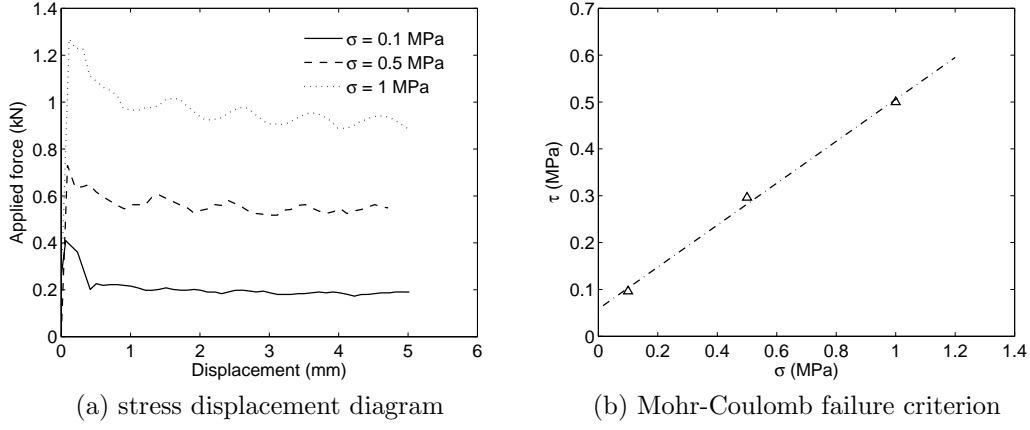 1.4
1.2
1
0.8
0.6
0.4
0.2
0
0 1 2 3 4 5 6
Applied force (kN)
Displacement (mm)
σ = 0.1 MPa
σ = 0.5 MPa
σ = 1 MPa
(a) stress displacement diagram
0.7
0.6
0.5
0.4
0.3
0.2
0.1
0
0 0.2 0.4 0.6 0.8 1 1.2 1.4
τ (MPa)
σ (MPa)
(b) Mohr-Coulomb failure criterion